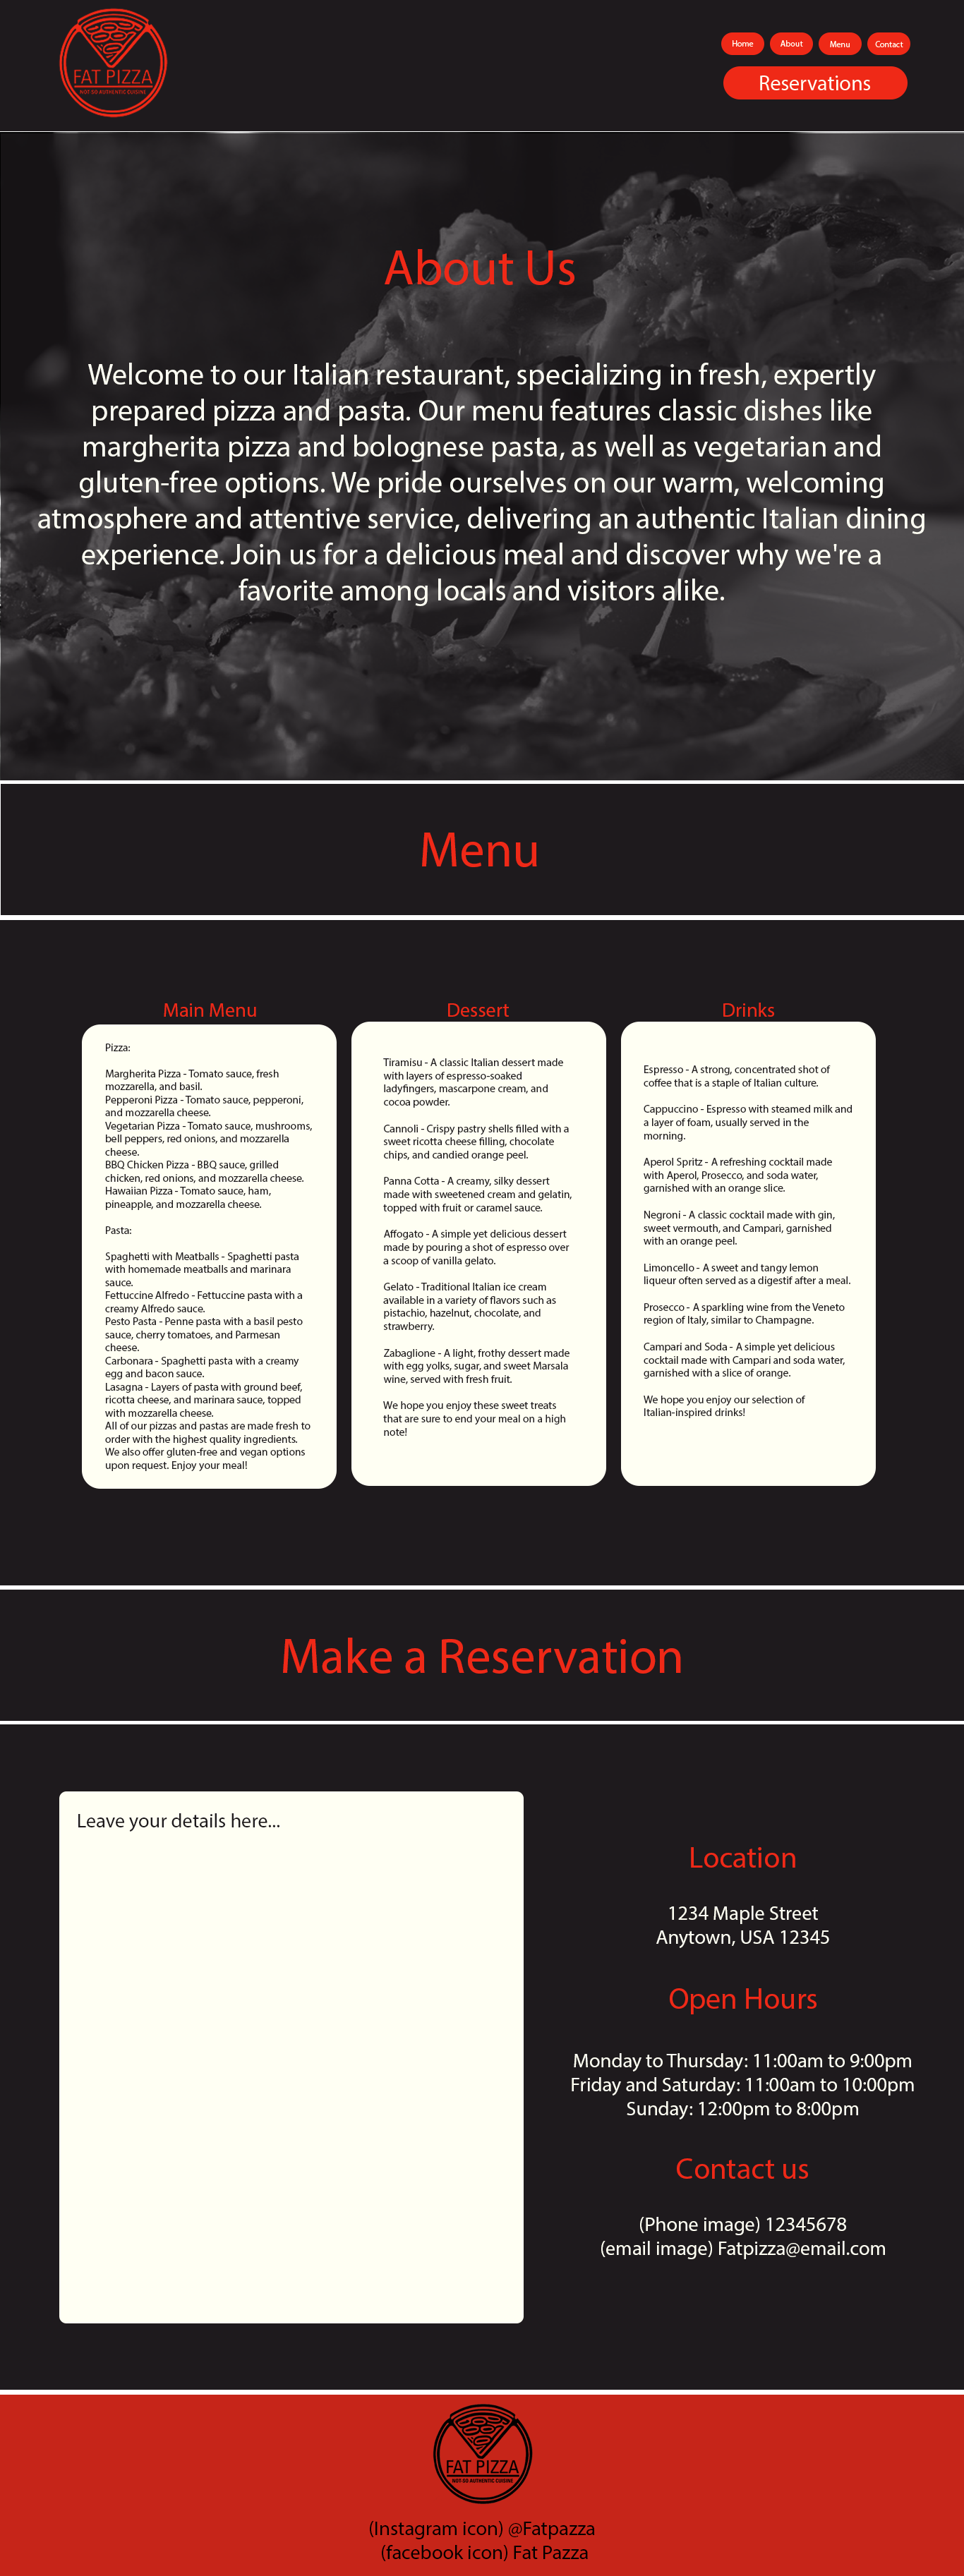 FAT PIZZA
NOT SO AUTHENTIC CUISINE
Home
About
Menu
Contact
Reservations
About Us
Welcome to our Italian restaurant, specializing in fresh, expertly
prepared pizza and pasta. Our menu features classic dishes like
margherita pizza and bolognese pasta, as well as vegetarian and
gluten-free options. We pride ourselves on our warm, welcoming
atmosphere and attentive service, delivering an authentic Italian dining
experience. Join us for a delicious meal and discover why we're a
favorite among locals and visitors alike.
Menu
Main Menu
Pizza:
Margherita Pizza - Tomato sauce, fresh
mozzarella, and basil.
Pepperoni Pizza - Tomato sauce, pepperoni,
and mozzarella cheese.
Vegetarian Pizza - Tomato sauce, mushrooms,
bell peppers, red onions, and mozzarella
cheese.
BBQ Chicken Pizza - BBQ sauce, grilled
chicken, red onions, and mozzarella cheese.
Hawaiian Pizza - Tomato sauce, ham,
pineapple, and mozzarella cheese.
Pasta:
Spaghetti with Meatballs - Spaghetti pasta
with homemade meatballs and marinara
sauce.
Fettuccine Alfredo - Fettuccine pasta with a
creamy Alfredo sauce.
Pesto Pasta - Penne pasta with a basil pesto
sauce, cherry tomatoes, and Parmesan
cheese.
Carbonara - Spaghetti pasta with a creamy
egg and bacon sauce.
Lasagna - Layers of pasta with ground beef,
ricotta cheese, and marinara sauce, topped
with mozzarella cheese.
All of our pizzas and pastas are made fresh to
order with the highest quality ingredients.
We also offer gluten-free and vegan options
upon request. Enjoy your meal!
Dessert
Tiramisu - A classic Italian dessert made
with layers of espresso-soaked
ladyfingers, mascarpone cream, and
cocoa powder.
Cannoli - Crispy pastry shells filled with a
sweet ricotta cheese filling, chocolate
chips, and candied orange peel.
Panna Cotta - A creamy, silky dessert
made with sweetened cream and gelatin,
topped with fruit or caramel sauce.
Affogato - A simple yet delicious dessert
made by pouring a shot of espresso over
a scoop of vanilla gelato.
Gelato - Traditional Italian ice cream
available in a variety of flavors such as
pistachio, hazelnut, chocolate, and
strawberry.
Zabaglione - A light, frothy dessert made
with egg yolks, sugar, and sweet Marsala
wine, served with fresh fruit.
We hope you enjoy these sweet treats
that are sure to end your meal on a high
note!
Drinks
Espresso - A strong, concentrated shot of
coffee that is a staple of Italian culture.
Cappuccino - Espresso with steamed milk and
a layer of foam, usually served in the
morning.
Aperol Spritz - A refreshing cocktail made
with Aperol, Prosecco, and soda water,
garnished with an orange slice.
Negroni - A classic cocktail made with gin,
sweet vermouth, and Campari, garnished
with an orange peel.
Limoncello - A sweet and tangy lemon
liqueur often served as a digestif after a meal.
Prosecco - A sparkling wine from the Veneto
region of Italy, similar to Champagne.
Campari and Soda - A simple yet delicious
cocktail made with Campari and soda water,
garnished with a slice of orange.
We hope you enjoy our selection of
Italian-inspired drinks!
Make a Reservation
Leave your details here...
Location
1234 Maple Street
Anytown, USA 12345
Open Hours
Monday to Thursday: 11:00am to 9:00pm
Friday and Saturday: 11:00am to 10:00pm
Sunday: 12:00pm to 8:00pm
Contact us
(Phone image) 12345678
(email image) Fatpizza@email.com
FAT PIZZA
NOT SO AUTHENTIC CUISINE
(Instagram icon) @Fatpazza
(facebook icon) Fat Pazza